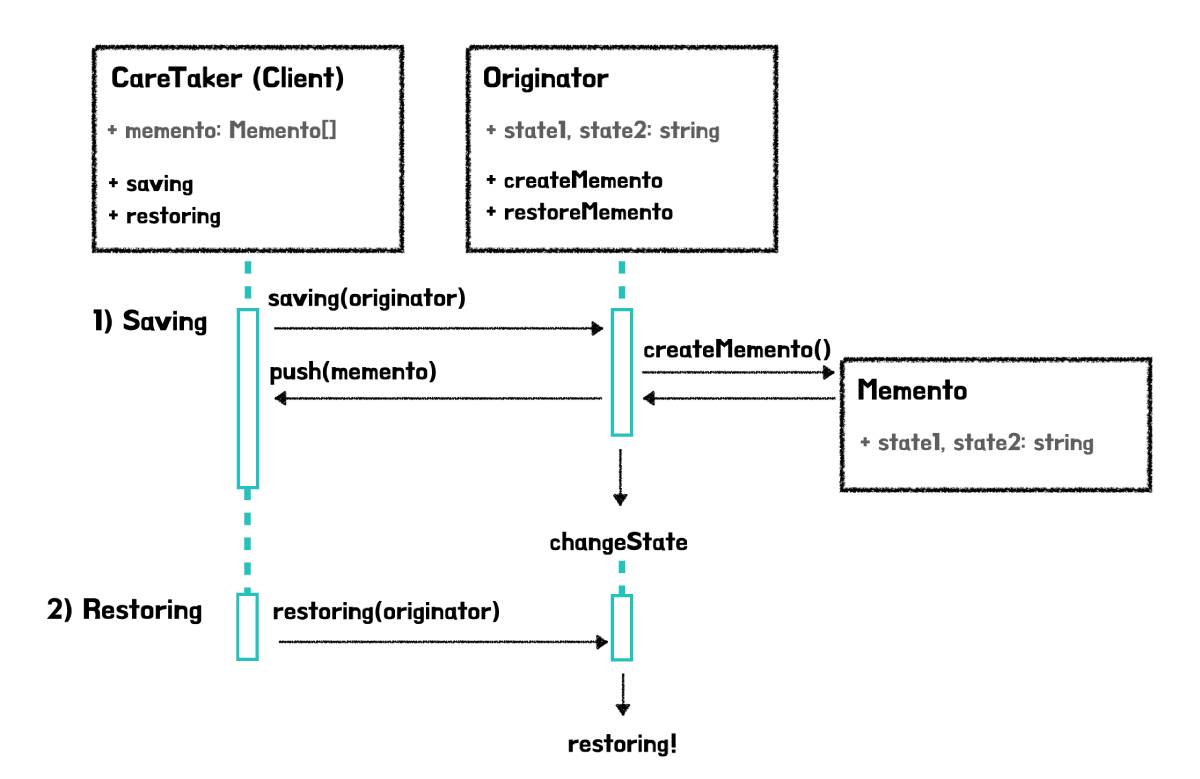 CareTaker (Client)
+ memento: Memento[]
+ saving
+ restoring
Originator
+ state1, state2: string
+ createMemento
+ restoreMemento
1) Saving
saving(originator)
createMemento()
push(memento)
Memento
+ state1, state2: string
changeState
2) Restoring
restoring(originator)
restoring!